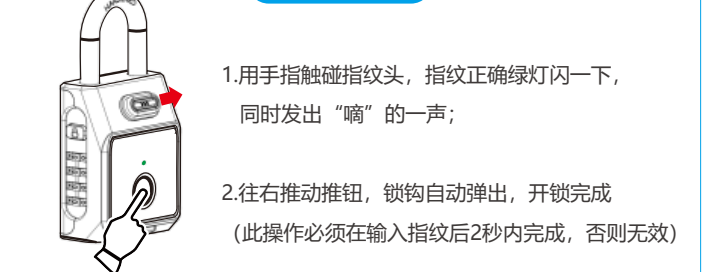 HARDENED
1.用手指触碰指纹头，指纹正确绿灯闪一下，
同时发出“嘀”的一声；
2.往右推动推钮，锁钩自动弹出，开锁完成
（此操作必须在输入指纹后2秒内完成，否则无效）